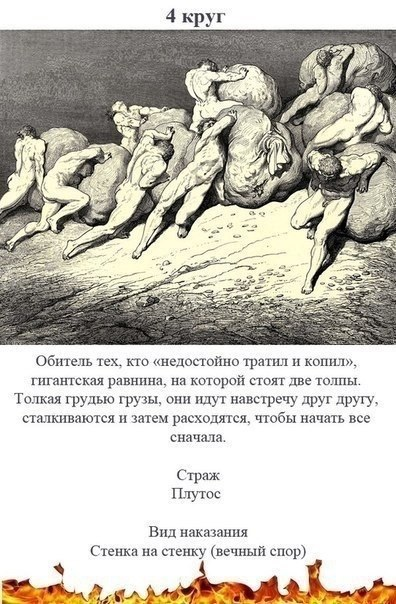 4 круг
Обитель тех, кто «недостойно тратил и копил»,
гигантская равнина, на которой стоят две толпы.
Толкая грудью грузы, они идут навстречу друг другу,
сталкиваются и затем расходятся, чтобы начать все
сначала.
Страж
Плутос
Вид наказания
Стенка на стенку (вечный спор)